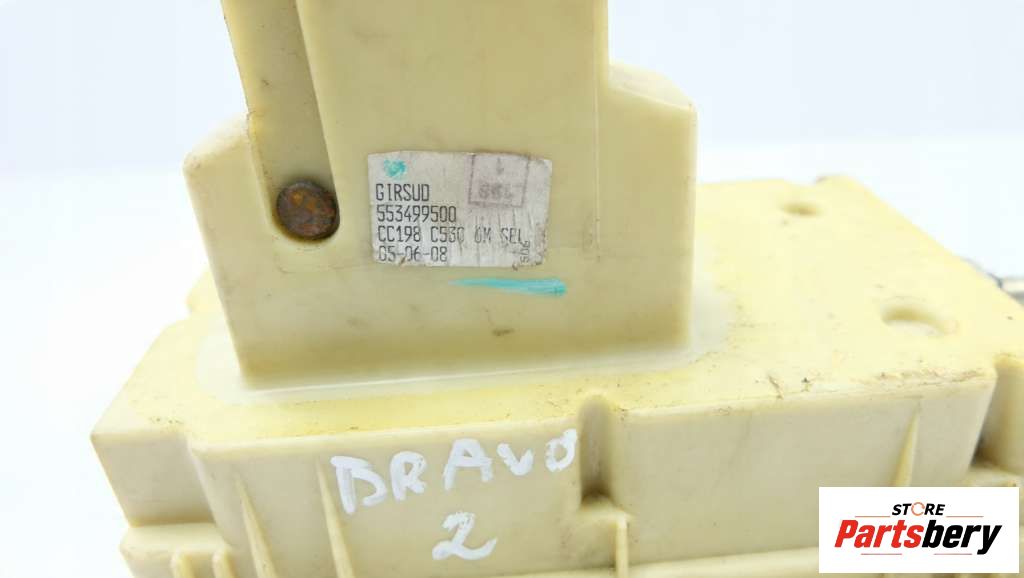 GIRSUD
553499500
CC198 C530 6M SEL
05-06-08
BRAVO
2
STORE
Partsbery